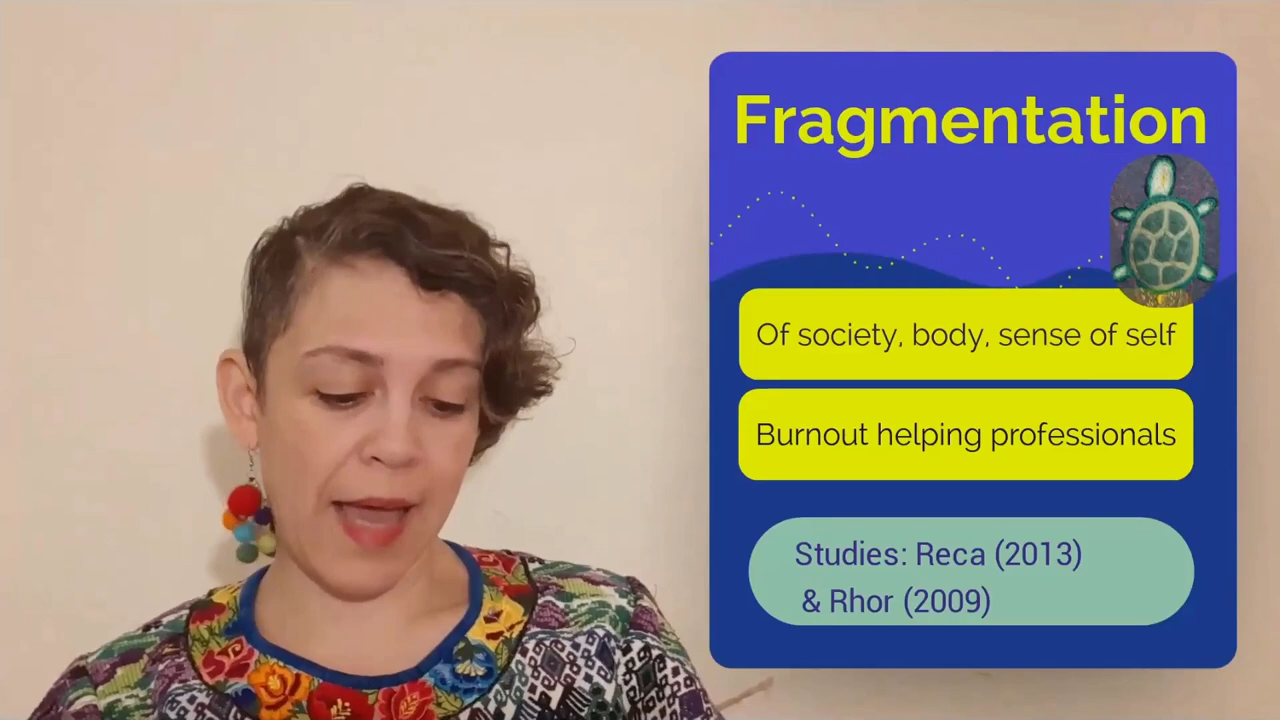 Fragmentation
Of society, body, sense of self
Burnout helping professionals
Studies: Reca (2013)
& Rhor (2009)